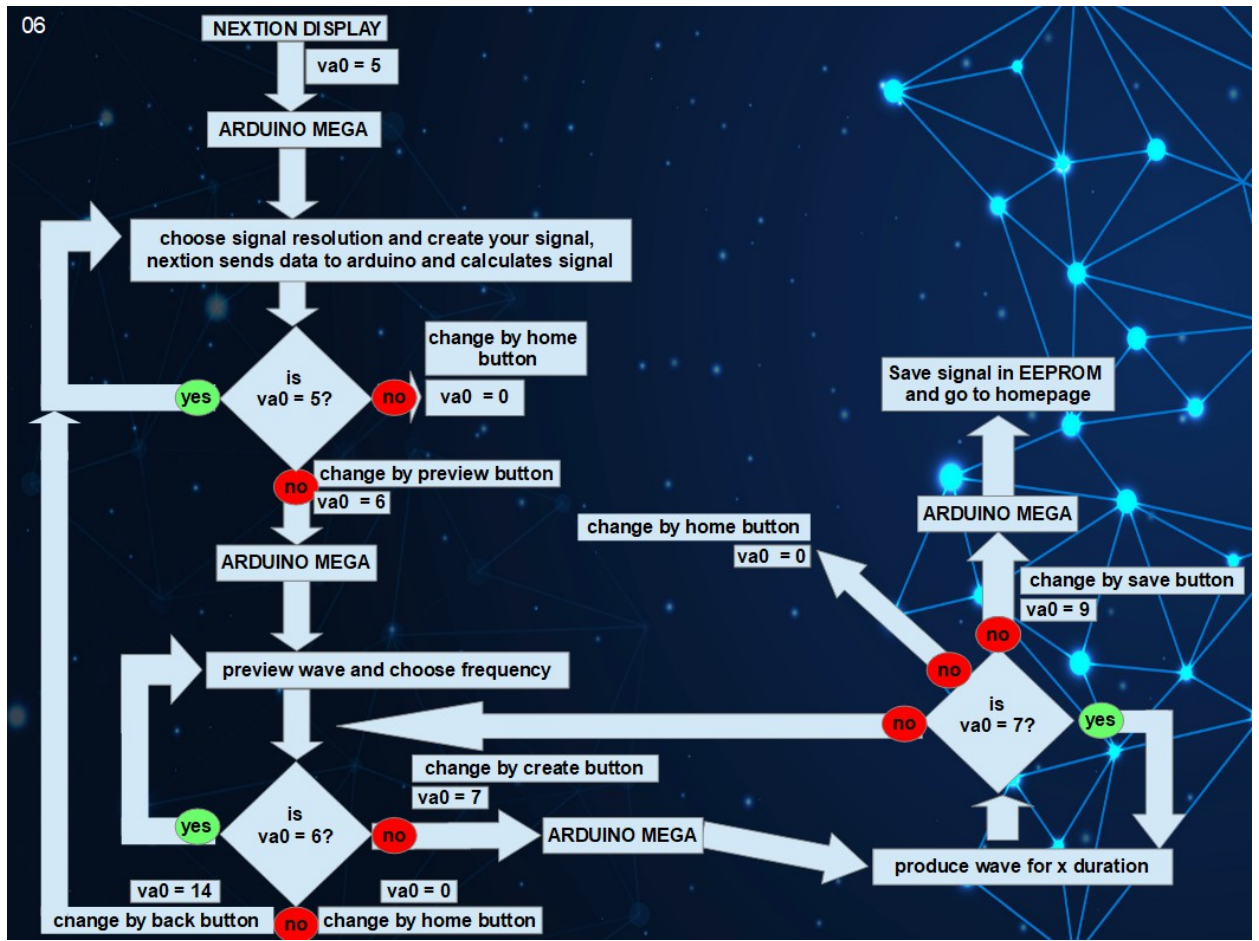 06
NEXTION DISPLAY
va0 = 5
ARDUINO MEGA
choose signal resolution and create your signal,
nextion sends data to arduino and calculates signal
is
va0 = 5?
yes
no
change by home
button
va0 = 0
no
change by preview button
va0 = 6
ARDUINO MEGA
preview wave and choose frequency
is
va0 = 6?
yes
no
change by create button
va0 = 7
ARDUINO MEGA
va0 = 14
change by back button
no
va0 = 0
change by home button
produce wave for x duration
is
va0 = 7?
yes
no
no
change by home button
va0 = 0
no
change by save button
va0 = 9
ARDUINO MEGA
Save signal in EEPROM
and go to homepage